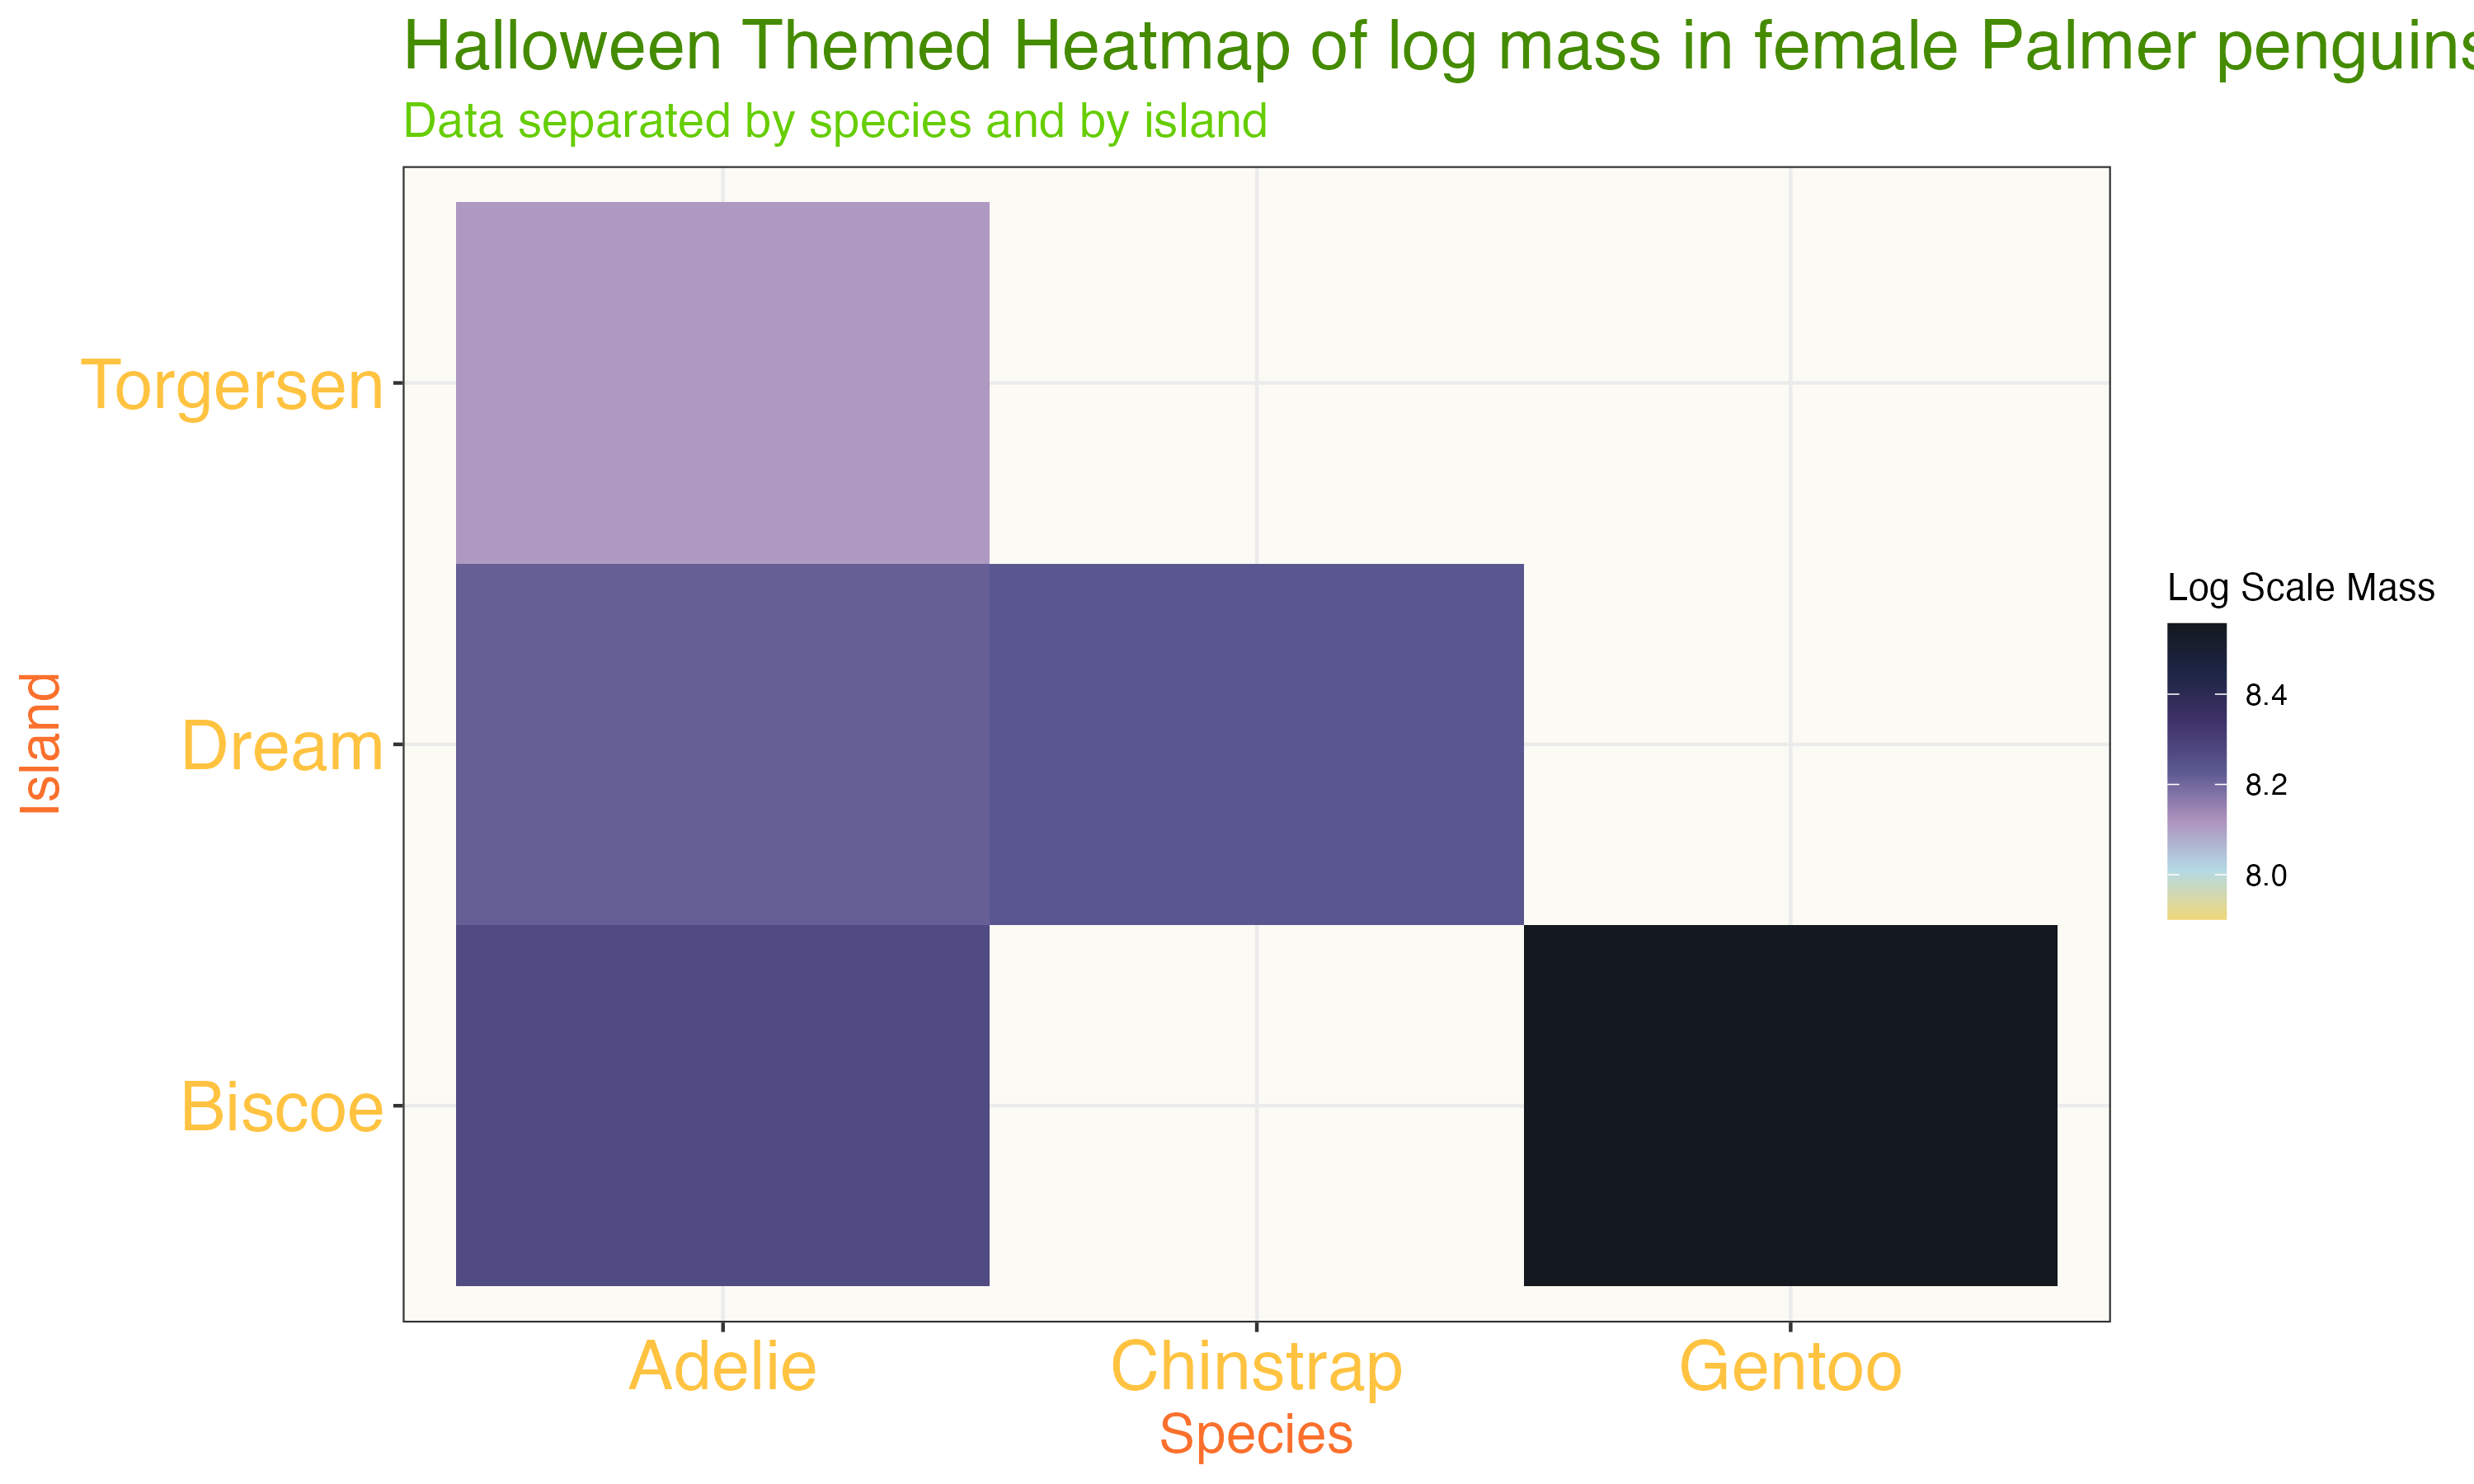 Halloween Themed Heatmap of log mass in female Palmer penguins
Data separated by species and by island
Torgersen
Dream
Biscoe
Island
Adelie
Chinstrap
Gentoo
Species
Log Scale Mass
8.4
8.2
8.0